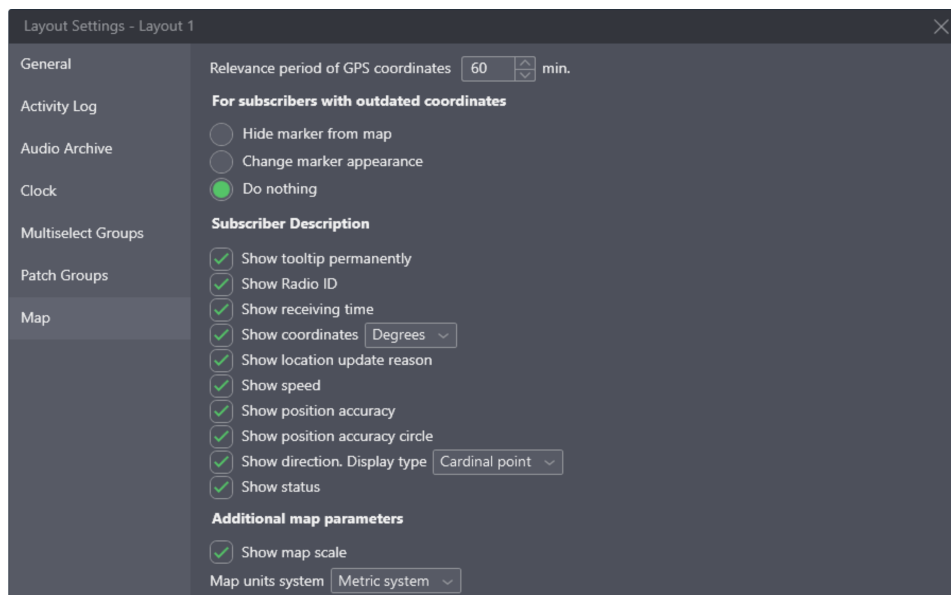 Layout Settings - Layout 1
General
Activity Log
Audio Archive
Clock
Multiselect Groups
Patch Groups
Map
Relevance period of GPS coordinates 60 min.
For subscribers with outdated coordinates
Hide marker from map
Change marker appearance
Do nothing
Subscriber Description
Show tooltip permanently
Show Radio ID
Show receiving time
Show coordinates Degrees
Show location update reason
Show speed
Show position accuracy
Show position accuracy circle
Show direction. Display type Cardinal point
Show status
Additional map parameters
Show map scale
Map units system Metric system